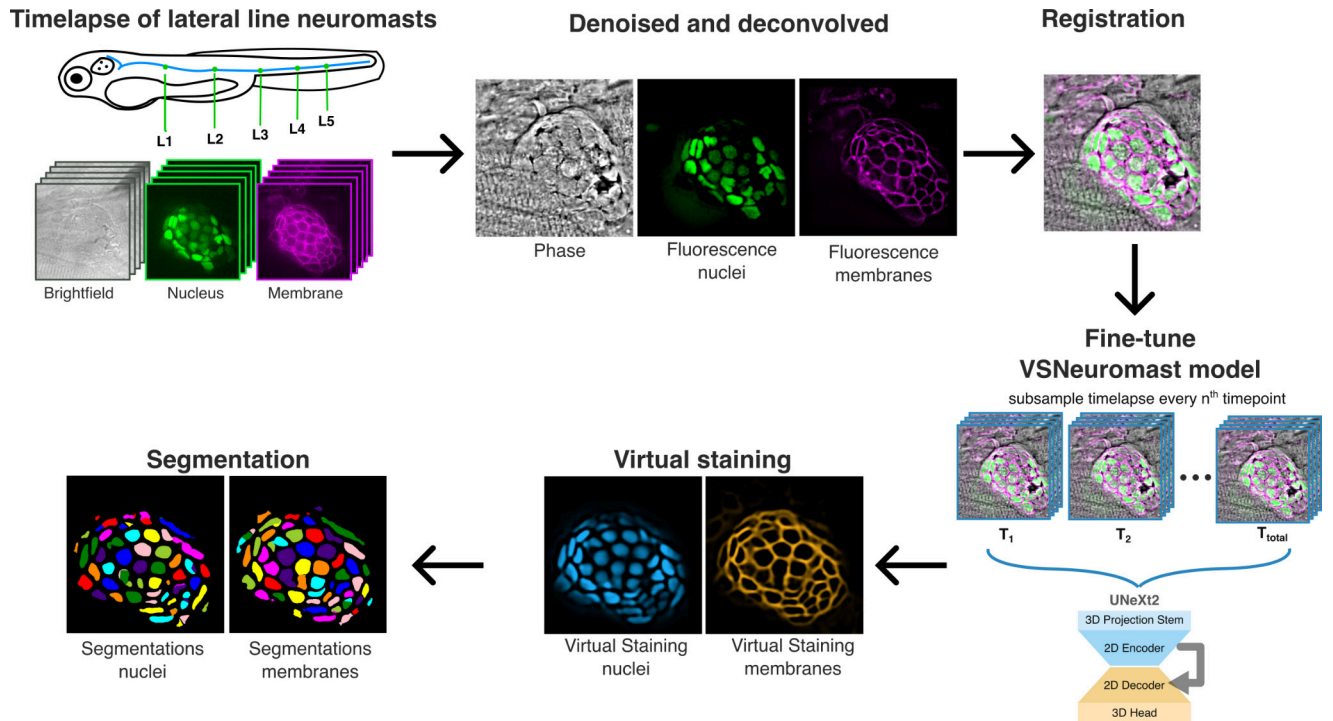 Timelapse of lateral line neuromasts
L1
L2
L3
L4
L5
Brightfield
Nucleus
Membrane
Denoised and deconvolved
Phase
Fluorescence
nuclei
Fluorescence
membranes
Registration
Fine-tune
VSNeuromast model
subsample timelapse every nth timepoint
T1
T2
Ttotal
UNeXt2
3D Projection Stem
2D Encoder
2D Decoder
3D Head
Virtual staining
Virtual Staining
nuclei
Virtual Staining
membranes
Segmentation
Segmentations
nuclei
Segmentations
membranes